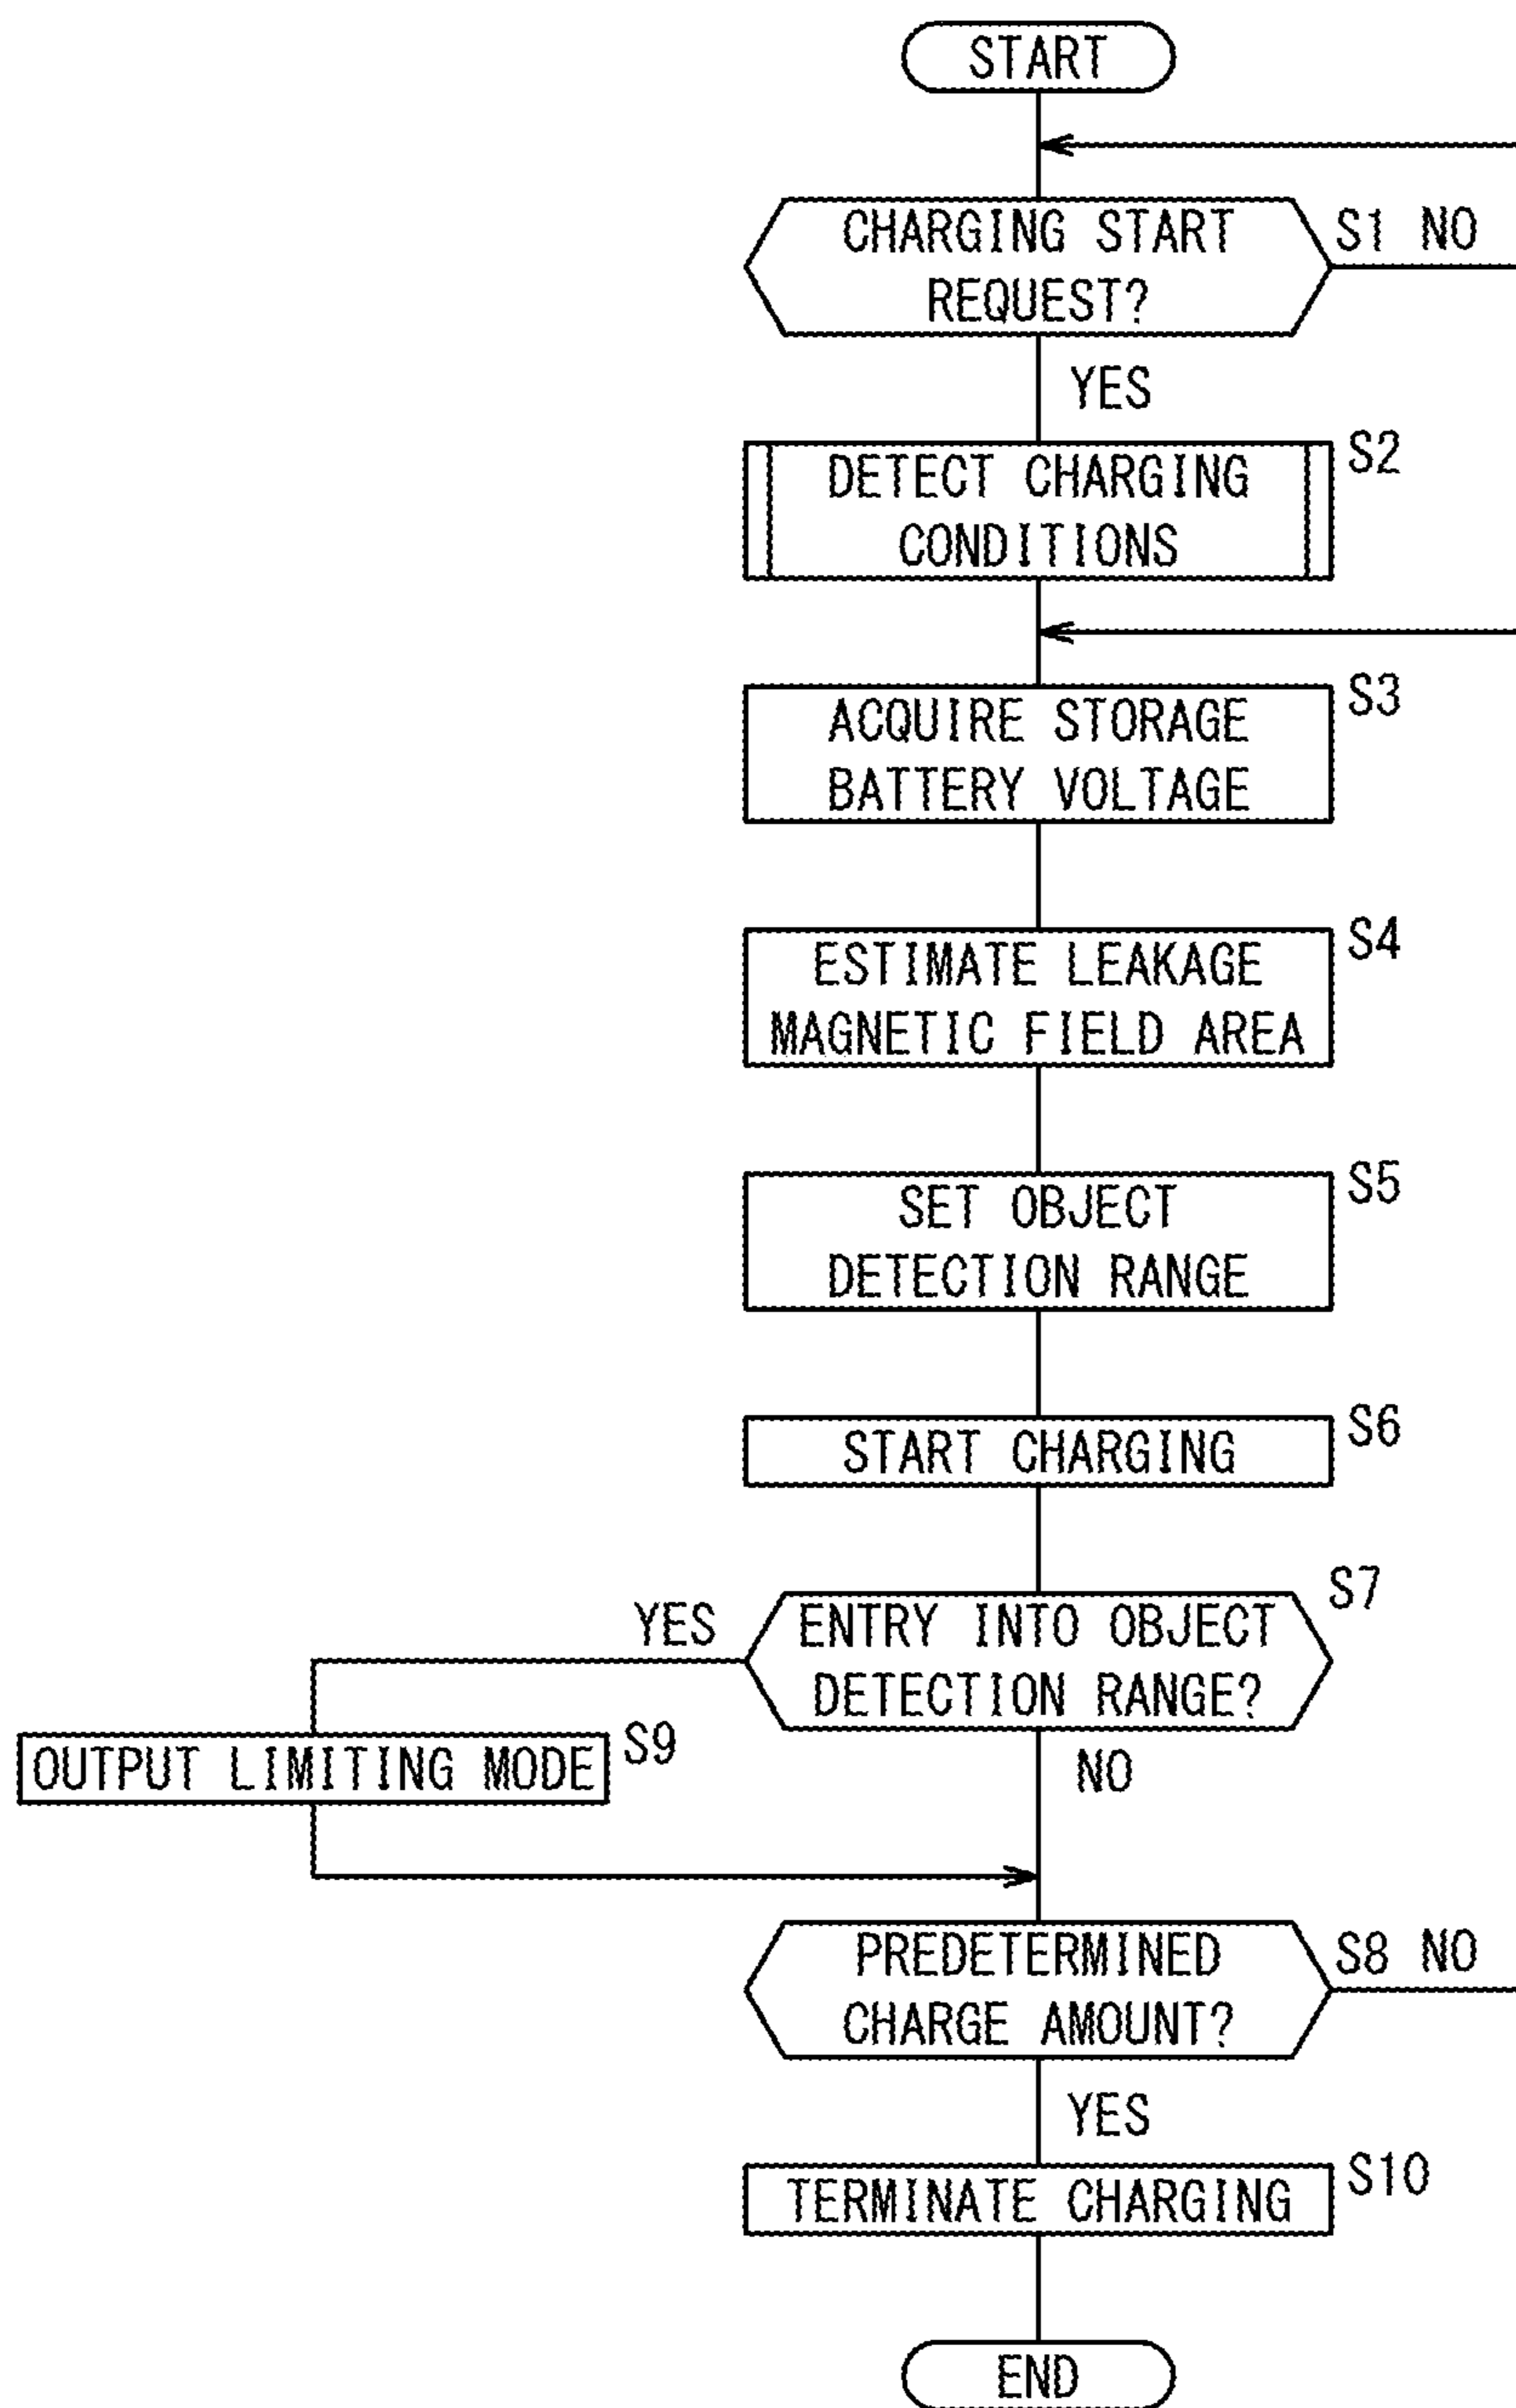 START
CHARGING START
REQUEST?
S1 NO
YES
DETECT CHARGING
CONDITIONS
S2
ACQUIRE STORAGE
BATTERY VOLTAGE
S3
ESTIMATE LEAKAGE
MAGNETIC FIELD AREA
S4
SET OBJECT
DETECTION RANGE
S5
START CHARGING
S6
ENTRY INTO OBJECT
DETECTION RANGE?
S7
YES
OUTPUT LIMITING MODE
S9
NO
PREDETERMINED
CHARGE AMOUNT?
S8 NO
YES
TERMINATE CHARGING
S10
END